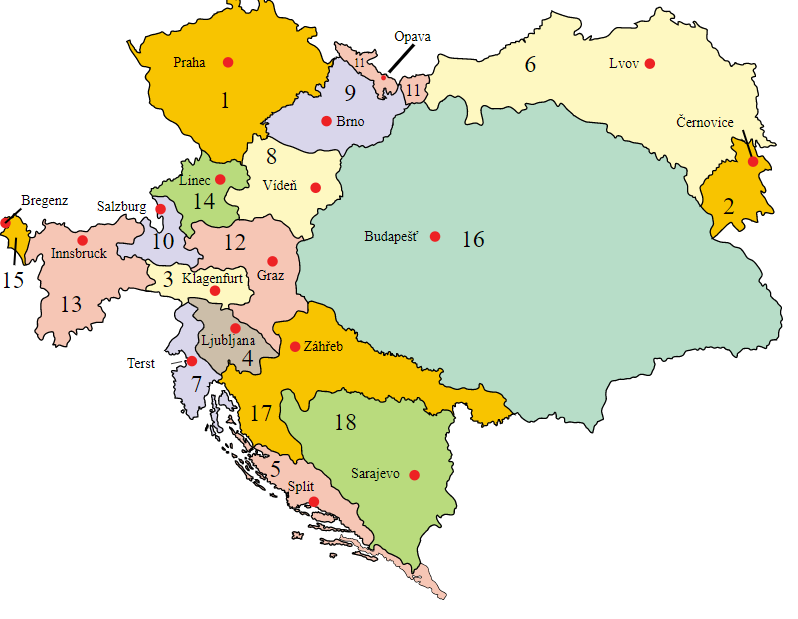 Opava
Praha
11
6
Lvov
1
9
11
Brno
Černovice
8
Linec
Vídeň
14
Bregenz
Salzburg
2
10
12
Budapešť
16
Innsbruck
15
3
Klagenfurt
Graz
13
Ljubljana
Záhřeb
Terst
4
7
17
18
5
Sarajevo
Split